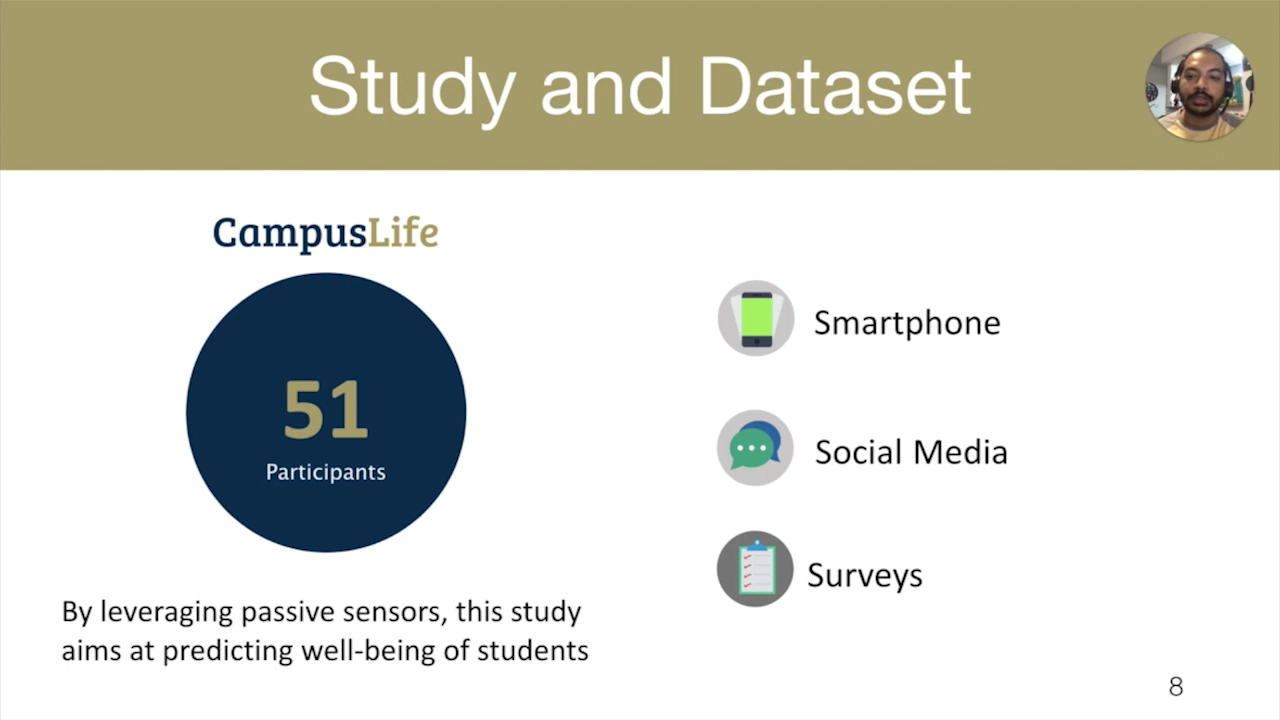 Study and Dataset
CampusLife
51
Participants
By leveraging passive sensors, this study
aims at predicting well-being of students
Smartphone
Social Media
Surveys
8